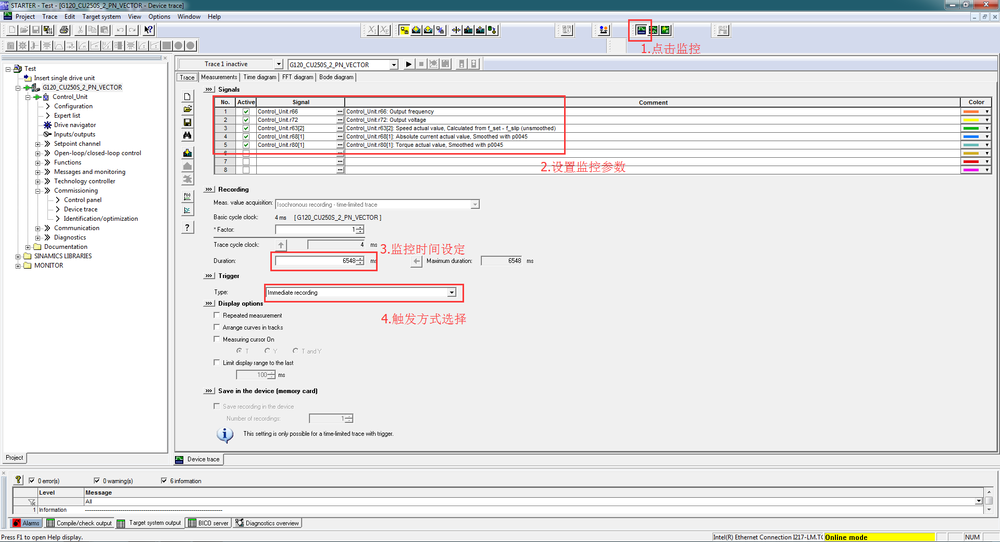 STARTER - Test - [G120_CU250S_2_PN_VECTOR - Device trace]
Project Trace Edit Target system View Options Window Help
1.点击监控
Trace 1 inactive
G120_CU250S_2_PN_VECTOR
Trace Measurements Time diagram FFT diagram Bode diagram
Test
Insert single drive unit
G120_CU250S_2_PN_VECTOR
Control_Unit
Configuration
Expert list
Drive navigator
Inputs/outputs
Setpoint channel
Open-loop/closed-loop control
Functions
Messages and monitoring
Technology controller
Commissioning
Control panel
Device trace
Identification/optimization
Communication
Diagnostics
Documentation
SINAMICS LIBRARIES
MONITOR
Project
Signals
No. Active Signal Comment Color
1 Control_Unit.r66 ... Control_Unit.r66: Output frequency
2 Control_Unit.r72 ... Control_Unit.r72: Output voltage
3 Control_Unit.r63[2] ... Control_Unit.r63[2]: Speed actual value, Calculated from f_set - f_slip (unsmoothed)
4 Control_Unit.r68[1] ... Control_Unit.r68[1]: Absolute current actual value, Smoothed with p0045
5 Control_Unit.r80[1] ... Control_Unit.r80[1]: Torque actual value, Smoothed with p0045
6 ...
7 ...
8 ...
2.设置监控参数
Recording
Meas. value acquisition: Isochronous recording - time-limited trace
Basic cycle clock: 4 ms [ G120_CU250S_2_PN_VECTOR ]
* Factor: 1
Trace cycle clock: 4 ms
3.监控时间设定
Duration: 6548 ms Maximum duration: 6548 ms
Trigger
Type: Immediate recording
4.触发方式选择
Display options
Repeated measurement
Arrange curves in tracks
Measuring cursor On
T Y T and Y
Limit display range to the last
100 ms
Save in the device (memory card)
Save recording in the device
Number of recordings: 1
This setting is only possible for a time-limited trace with trigger.
Device trace
0 error(s) 0 warning(s) 6 information
Level Message
All
1 Information --------------------------------------------------------------
Alarms Compile/check output Target system output BICO server Diagnostics overview
Press F1 to open Help display.
Intel(R) Ethernet Connection I217-LM.TC Online mode NUM